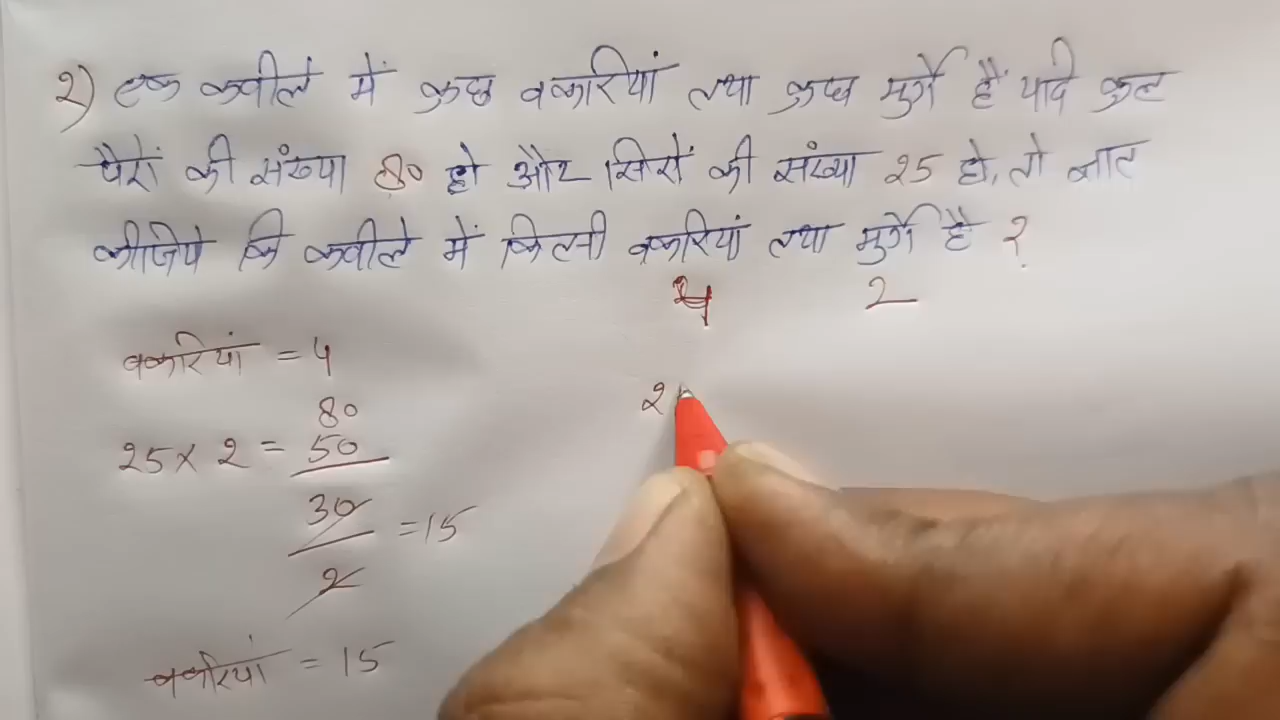 २) एक कबीले में कुछ बकरियां तथा कुछ मुर्गे हैं यदि कुल
पैरों की संख्या 80 हो और सिरों की संख्या 25 हो, तो ज्ञात
कीजिये कि कबीले में कितनी बकरियां तथा मुर्गे है ?
4 2
बकरियां = 4
80
25 x 2 = 50
30
2
= 15
बकरियां = 15
2